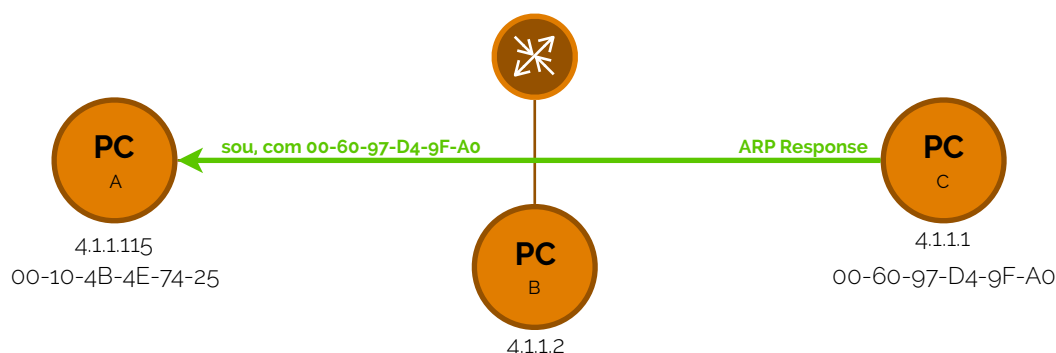 PC
A
sou, com 00-60-97-D4-9F-A0
ARP Response
PC
C
4.1.1.115
00-10-4B-4E-74-25
PC
B
4.1.1.2
4.1.1.1
00-60-97-D4-9F-A0